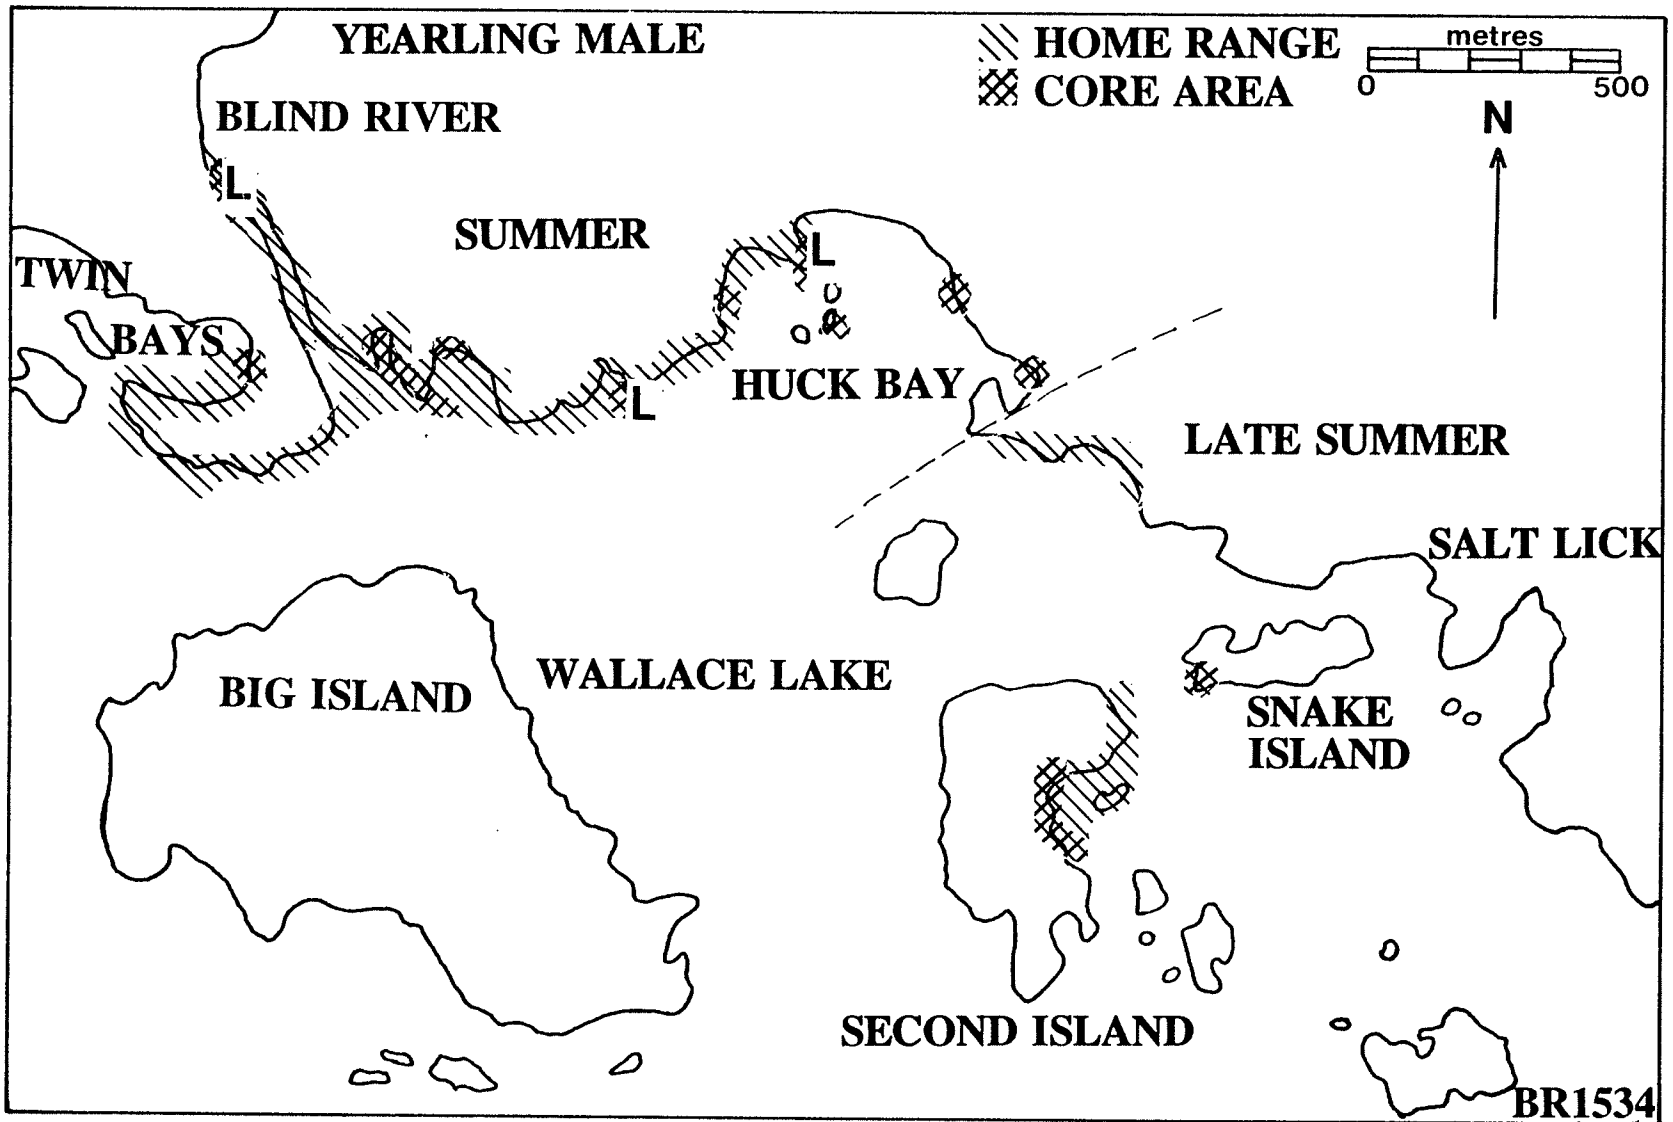 YEARLING MALE
HOME RANGE
CORE AREA
metres
0 500
N
BLIND RIVER
L.
SUMMER
L
TWIN
BAYS
HUCK BAY
L
LATE SUMMER
SALT LICK
BIG ISLAND
WALLACE LAKE
SNAKE
ISLAND
SECOND ISLAND
BR1534